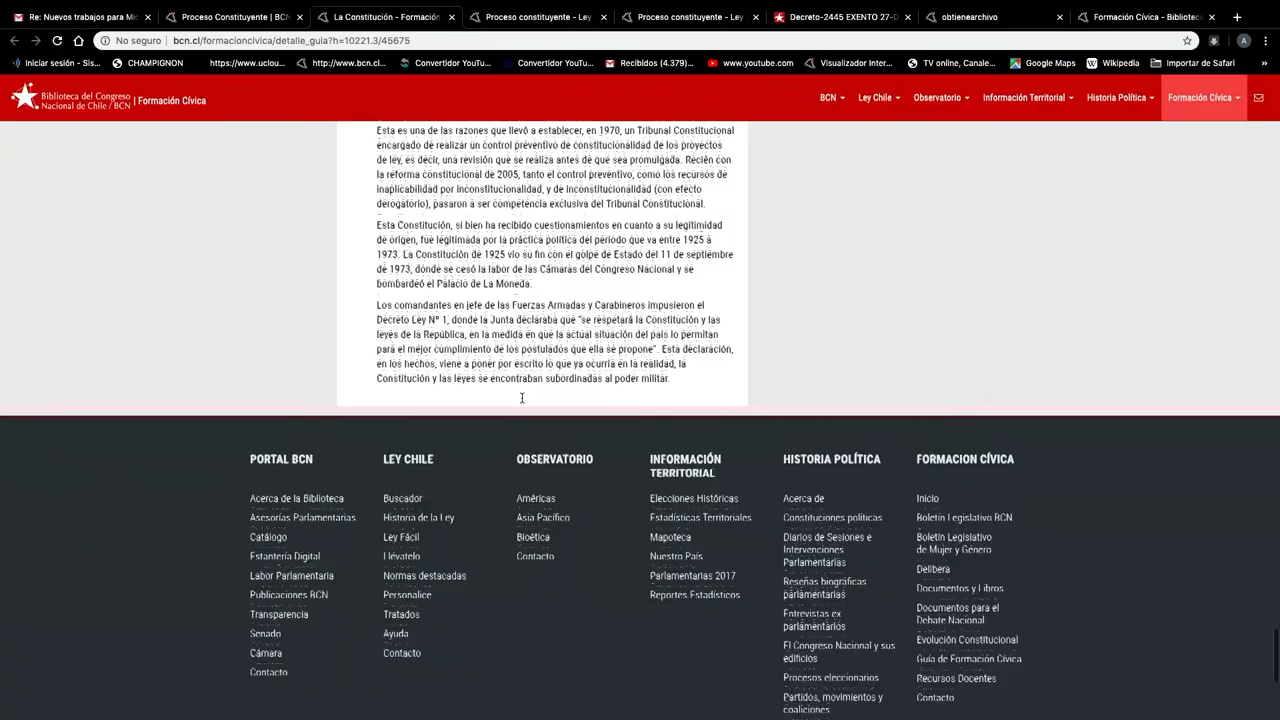 Re: Nuevos trabajos para Mi
Proceso Constituyente | BCN
La Constitución - Formación
Proceso constituyente - Ley
Proceso constituyente - Ley
Decreto-2445 EXENTO 27-D
obtienearchivo
Formación Cívica - Bibliotec
No seguro | bcn.cl/formacioncivica/detalle_guia?h=10221.3/45675
A
Iniciar sesión - Sis...
CHAMPIGNON
https://www.uclou...
http://www.bcn.cl...
Convertidor YouTu...
Convertidor YouTu...
Recibidos (4.379)...
www.youtube.com
Visualizador Inter...
TV online, Canale...
Google Maps
Wikipedia
Importar de Safari
»
Biblioteca del Congreso
Nacional de Chile / BCN | Formación Cívica
BCN
Ley Chile
Observatorio
Información Territorial
Historia Política
Formación Cívica
Esta es una de las razones que llevó a establecer, en 1970, un Tribunal Constitucional
encargado de realizar un control preventivo de constitucionalidad de los proyectos
de ley, es decir, una revisión que se realiza antes de que sea promulgada. Recién con
la reforma constitucional de 2005, tanto el control preventivo, como los recursos de
inaplicabilidad por inconstitucionalidad, y de inconstitucionalidad (con efecto
derogatorio), pasaron a ser competencia exclusiva del Tribunal Constitucional.
Esta Constitución, si bien ha recibido cuestionamientos en cuanto a su legitimidad
de origen, fue legitimada por la práctica política del período que va entre 1925 a
1973. La Constitución de 1925 vio su fin con el golpe de Estado del 11 de septiembre
de 1973, donde se cesó la labor de las Cámaras del Congreso Nacional y se
bombardeó el Palacio de La Moneda.
Los comandantes en jefe de las Fuerzas Armadas y Carabineros impusieron el
Decreto Ley Nº 1, donde la Junta declaraba que "se respetará la Constitución y las
leyes de la República, en la medida en que la actual situación del país lo permitan
para el mejor cumplimiento de los postulados que ella se propone". Esta declaración,
en los hechos, viene a poner por escrito lo que ya ocurría en la realidad, la
Constitución y las leyes se encontraban subordinadas al poder militar.
PORTAL BCN
Acerca de la Biblioteca
Asesorías Parlamentarias
Catálogo
Estantería Digital
Labor Parlamentaria
Publicaciones BCN
Transparencia
Senado
Cámara
Contacto
LEY CHILE
Buscador
Historia de la Ley
Ley Fácil
Llévatelo
Normas destacadas
Personalice
Tratados
Ayuda
Contacto
OBSERVATORIO
Américas
Asia Pacífico
Bioética
Contacto
INFORMACIÓN
TERRITORIAL
Elecciones Históricas
Estadísticas Territoriales
Mapoteca
Nuestro País
Parlamentarias 2017
Reportes Estadísticos
HISTORIA POLÍTICA
Acerca de
Constituciones políticas
Diarios de Sesiones e
Intervenciones
Parlamentarias
Reseñas biográficas
parlamentarias
Entrevistas ex
parlamentarios
El Congreso Nacional y sus
edificios
Procesos eleccionarios
Partidos, movimientos y
coaliciones
FORMACION CÍVICA
Inicio
Boletín Legislativo BCN
Boletín Legislativo
de Mujer y Género
Delibera
Documentos y Libros
Documentos para el
Debate Nacional
Evolución Constitucional
Guía de Formación Cívica
Recursos Docentes
Contacto